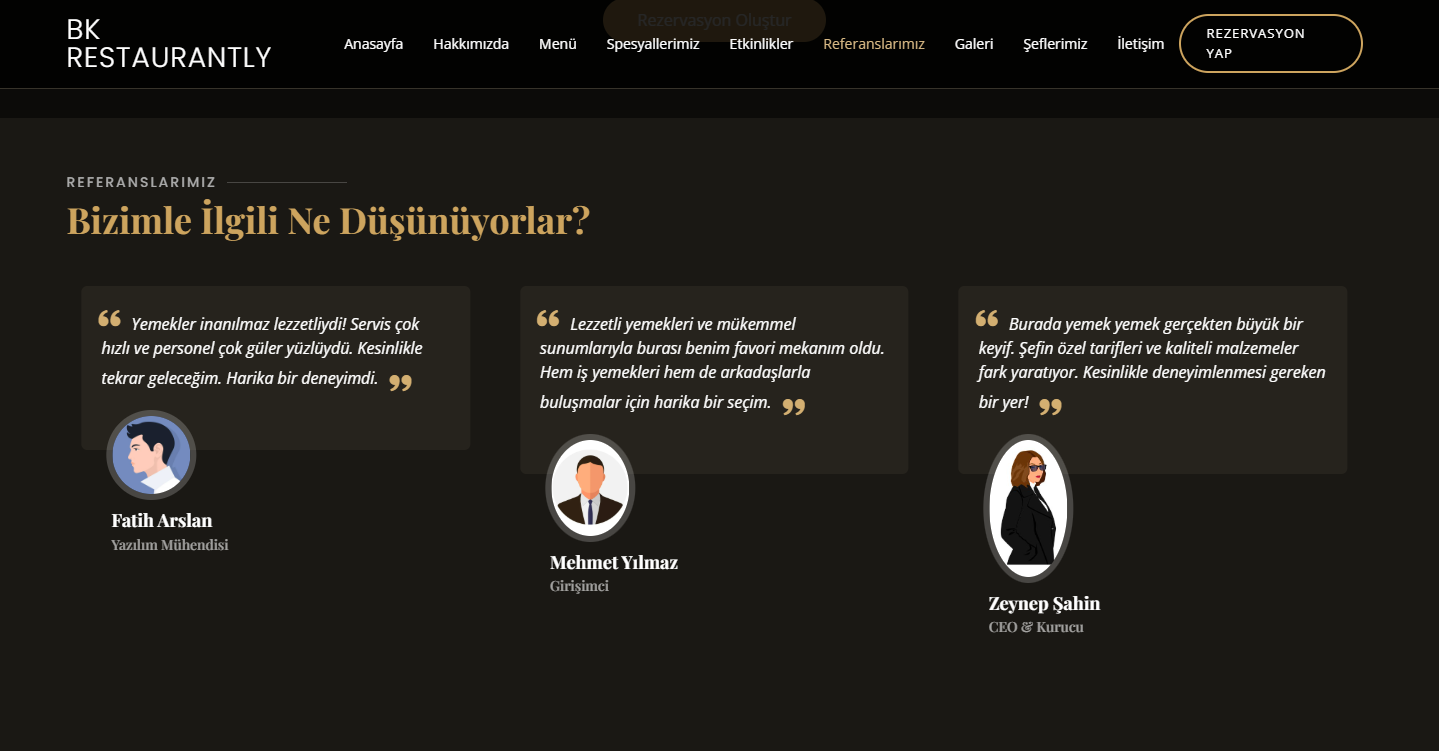 Rezervasyon Oluştur
BK
RESTAURANTLY
Anasayfa Hakkımızda Menü Spesyallerimiz Etkinlikler Referanslarımız Galeri Şeflerimiz İletişim
REZERVASYON
YAP
REFERANSLARIMIZ
Bizimle İlgili Ne Düşünüyorlar?
“ Yemekler inanılmaz lezzetliydi! Servis çok
hızlı ve personel çok güler yüzlüydü. Kesinlikle
tekrar geleceğim. Harika bir deneyimdi. ”
Fatih Arslan
Yazılım Mühendisi
“ Lezzetli yemekleri ve mükemmel
sunumlarıyla burası benim favori mekanım oldu.
Hem iş yemekleri hem de arkadaşlarla
buluşmalar için harika bir seçim. ”
Mehmet Yılmaz
Girişimci
“ Burada yemek yemek gerçekten büyük bir
keyif. Şefin özel tarifleri ve kaliteli malzemeler
fark yaratıyor. Kesinlikle deneyimlenmesi gereken
bir yer! ”
Zeynep Şahin
CEO & Kurucu